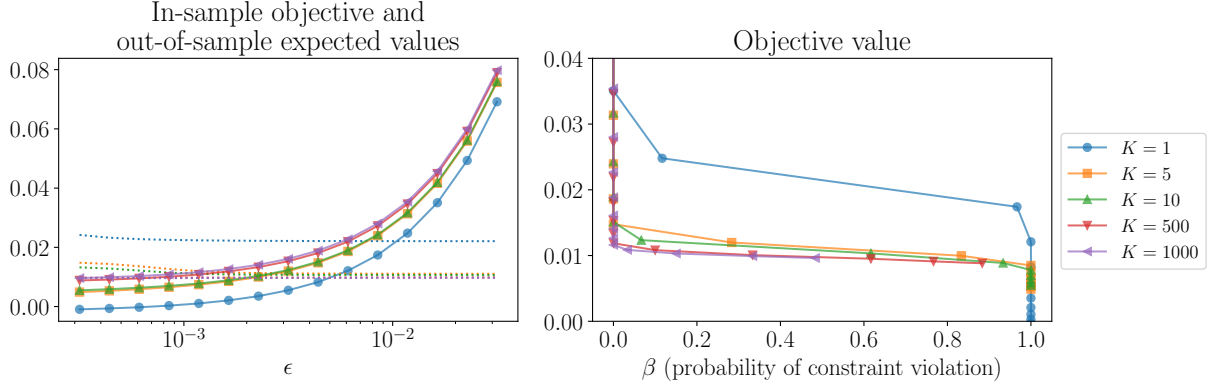 In-sample objective and
out-of-sample expected values
0.08
0.06
0.04
0.02
0.00
10⁻³
10⁻²
ϵ
Objective value
0.04
0.03
0.02
0.01
0.00
0.0
0.2
0.4
0.6
0.8
1.0
β (probability of constraint violation)
K = 1
K = 5
K = 10
K = 500
K = 1000